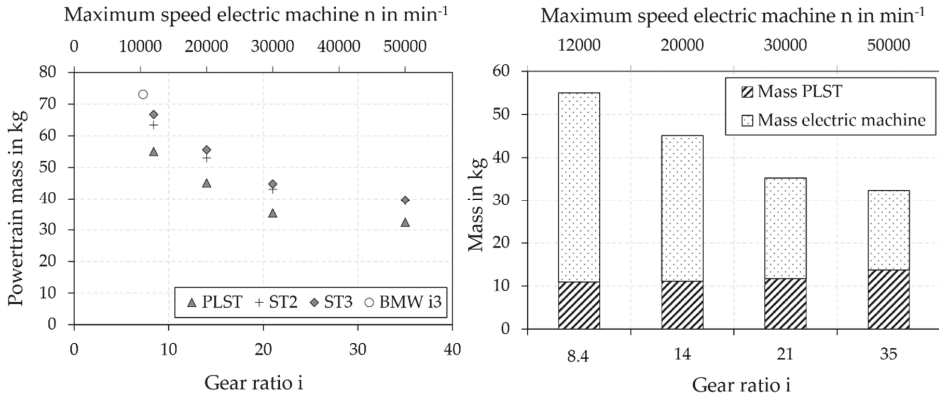 Maximum speed electric machine n in min-1
0 10000 20000 30000 50000
Powertrain mass in kg
80
70
60
50
40
30
20
10
0
PLST ST2 ST3 BMW i3
0 10 20 30 40
Gear ratio i
Maximum speed electric machine n in min-1
12000 20000 30000 50000
Mass in kg
60
50
40
30
20
10
0
Mass PLST
Mass electric machine
8.4 14 21 35
Gear ratio i